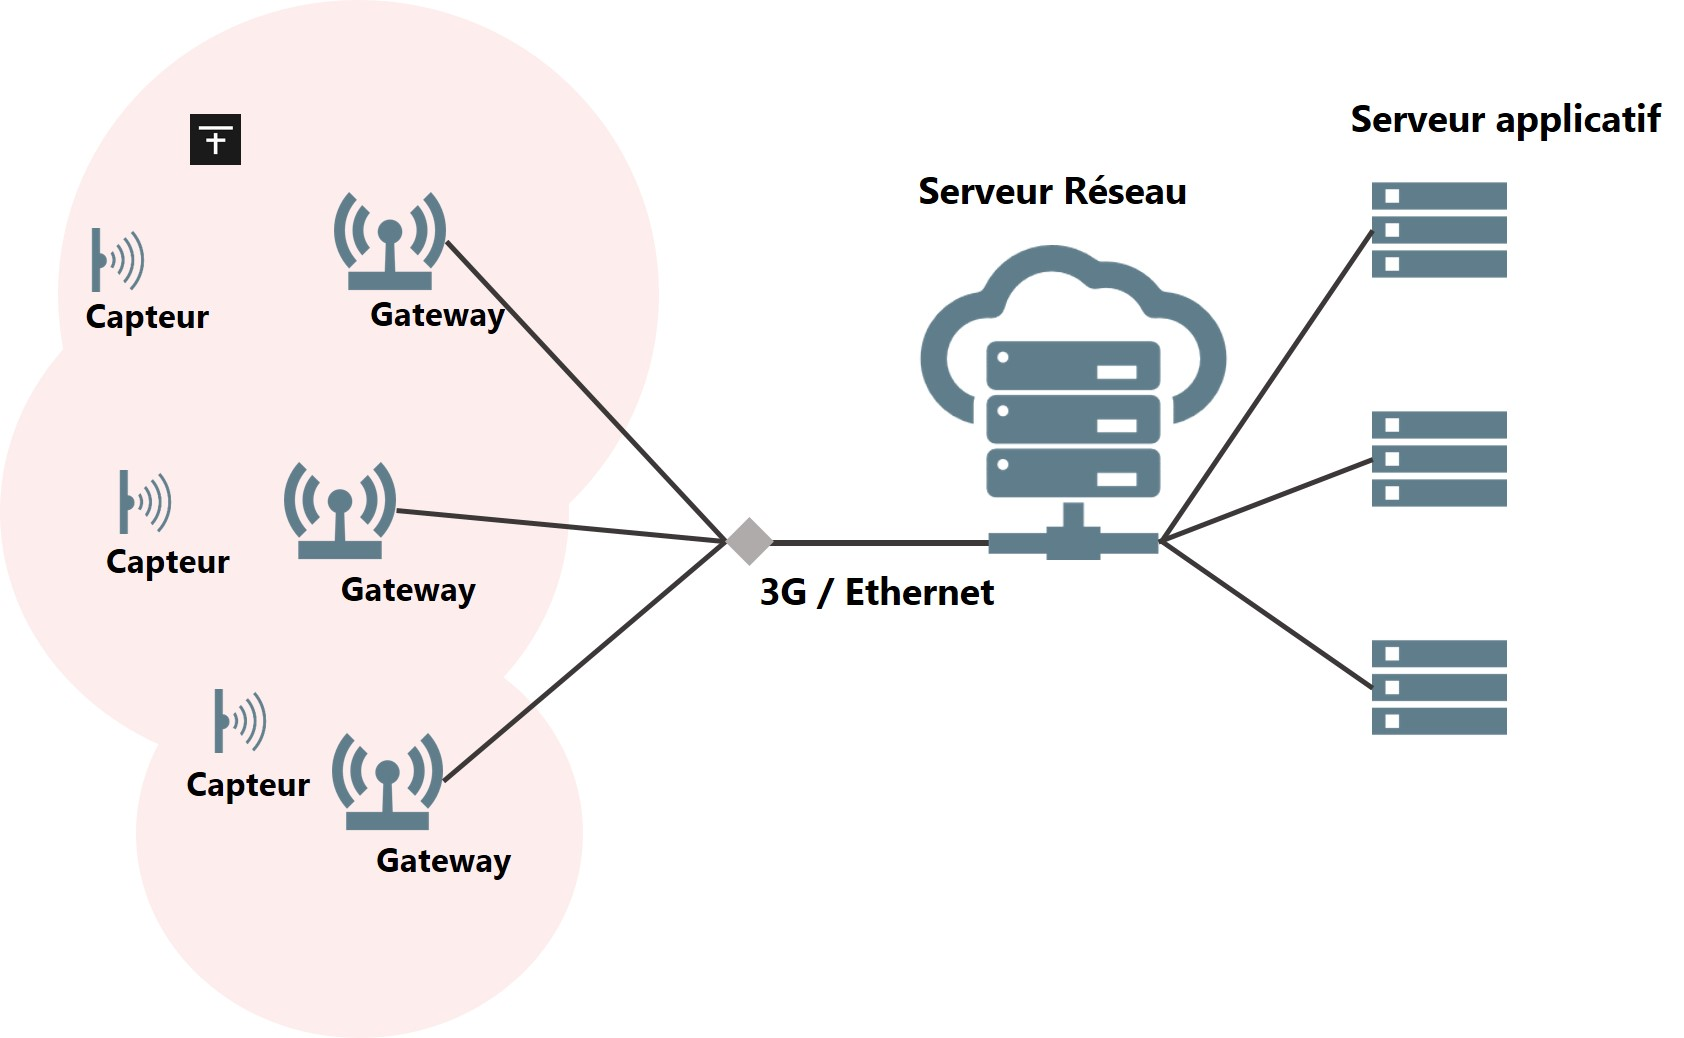 Serveur applicatif
Serveur Réseau
Capteur
Gateway
Capteur
Gateway
3G / Ethernet
Capteur
Gateway